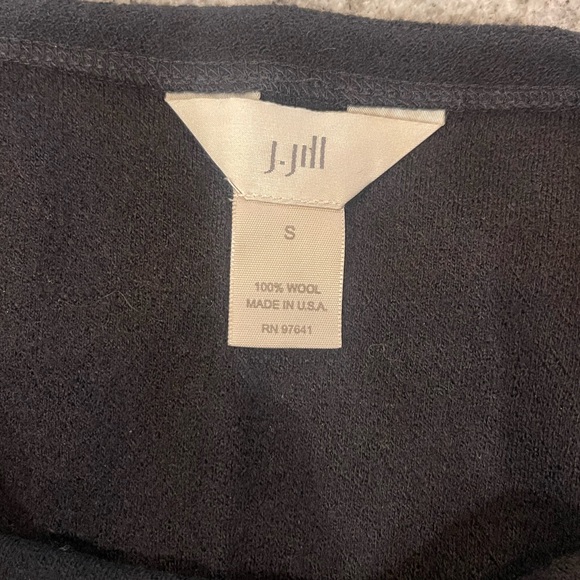 J.Jill
S
100% WOOL
MADE IN U.S.A.
RN 97641